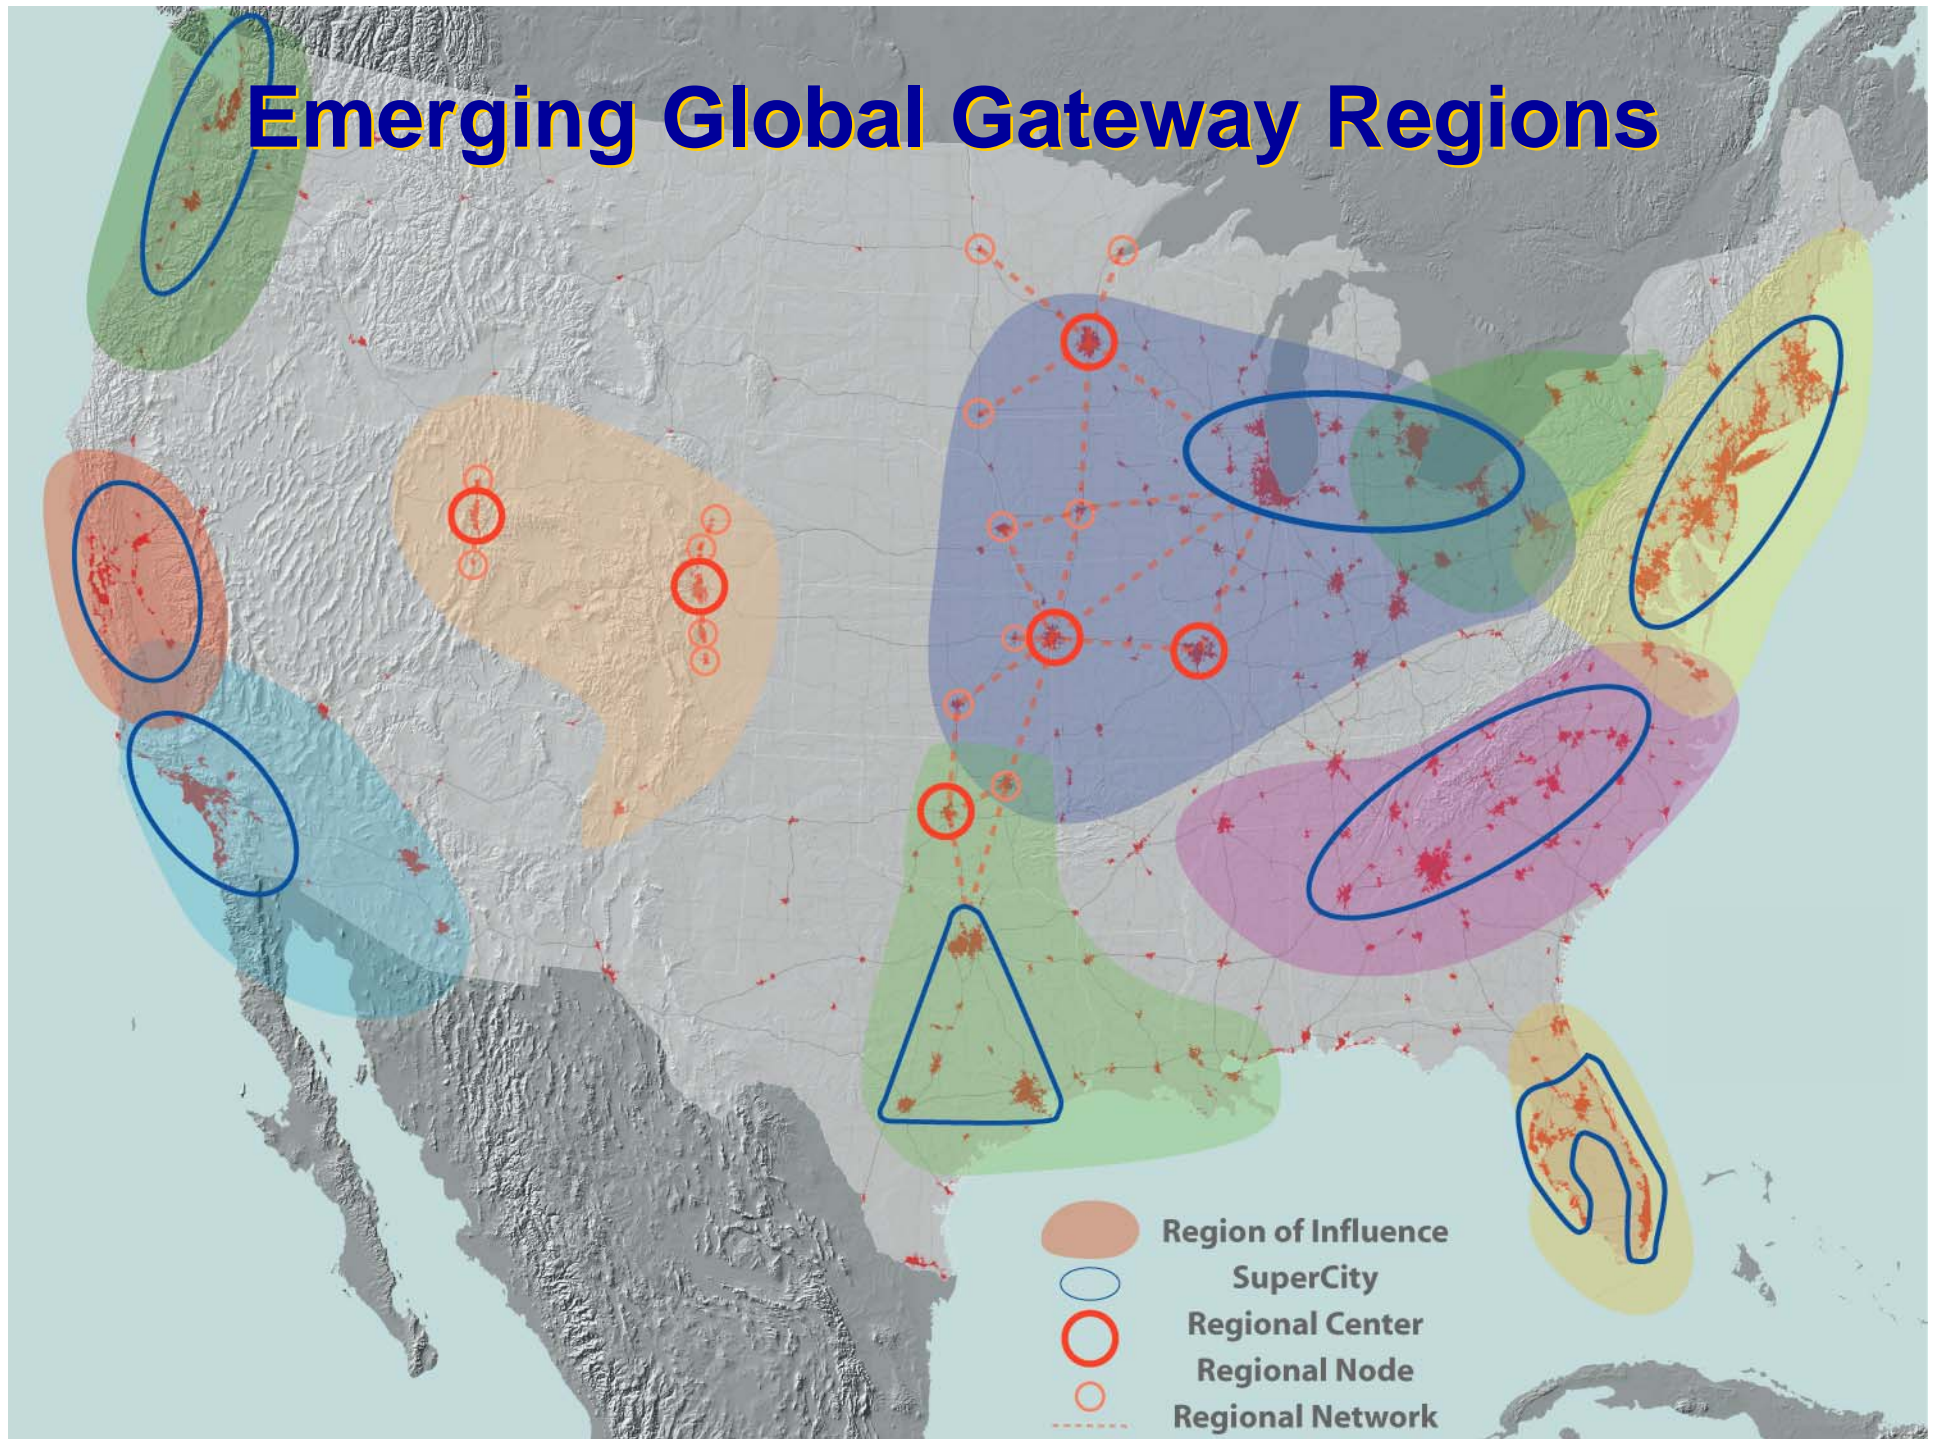 Emerging Global Gateway Regions
Region of Influence
SuperCity
Regional Center
Regional Node
Regional Network